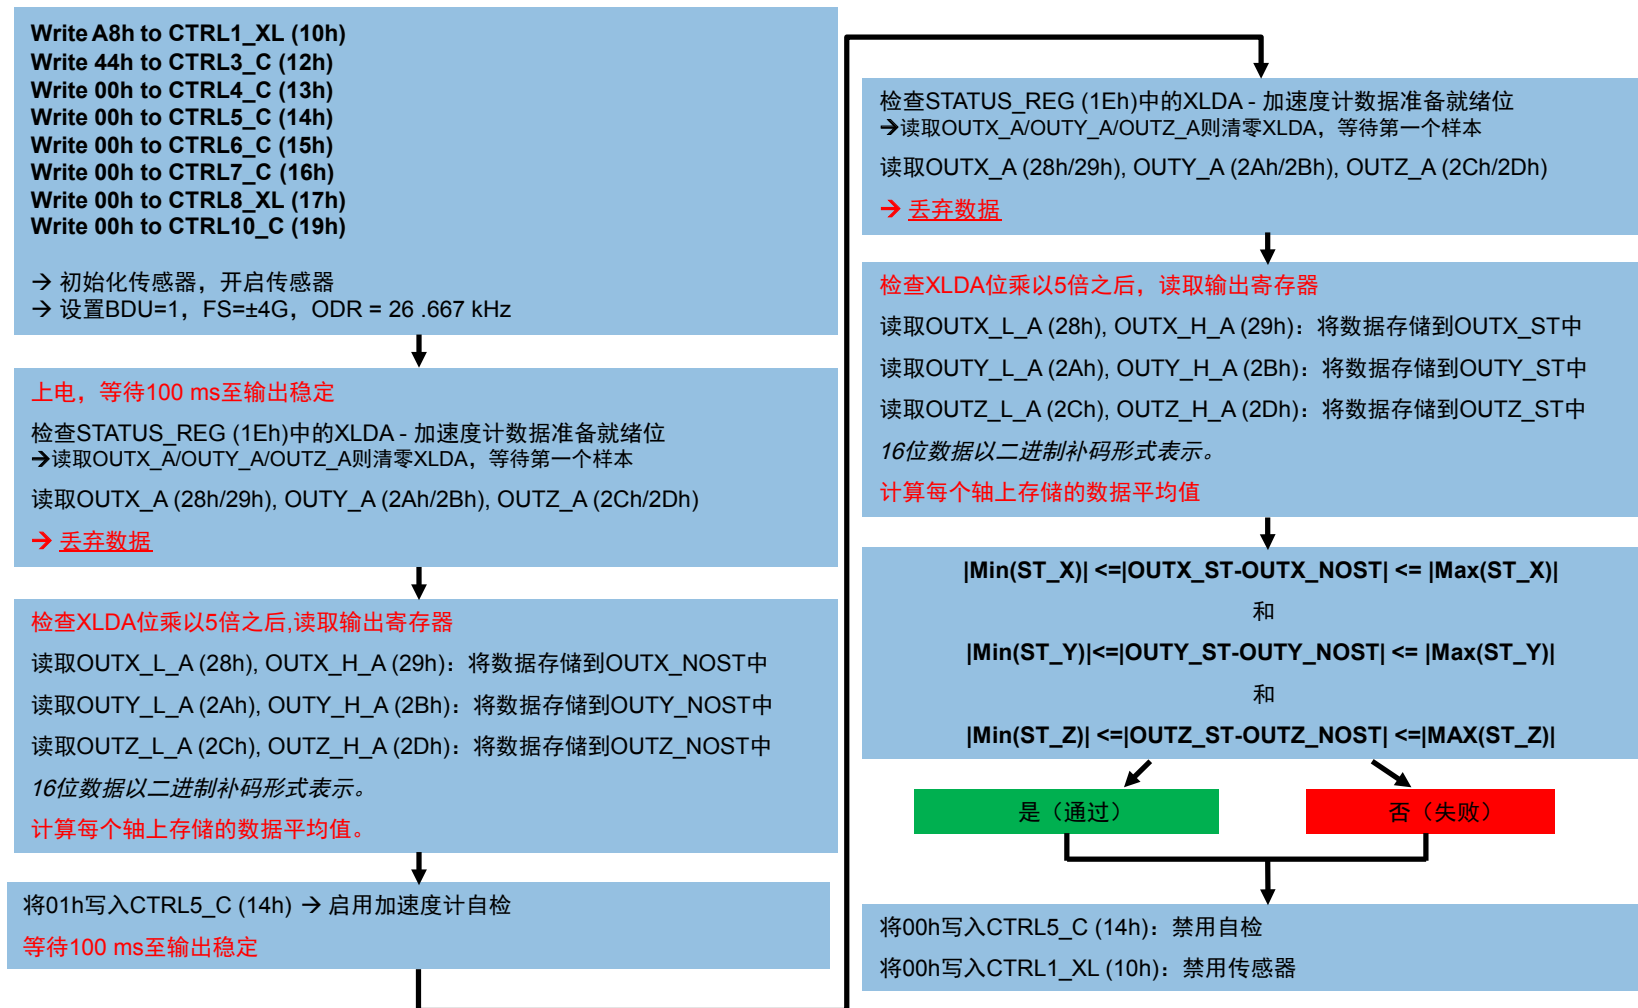 Write A8h to CTRL1_XL (10h)
Write 44h to CTRL3_C (12h)
Write 00h to CTRL4_C (13h)
Write 00h to CTRL5_C (14h)
Write 00h to CTRL6_C (15h)
Write 00h to CTRL7_C (16h)
Write 00h to CTRL8_XL (17h)
Write 00h to CTRL10_C (19h)
→ 初始化传感器，开启传感器
→ 设置BDU=1，FS=±4G，ODR = 26 .667 kHz
上电，等待100 ms至输出稳定
检查STATUS_REG (1Eh)中的XLDA - 加速度计数据准备就绪位
→读取OUTX_A/OUTY_A/OUTZ_A则清零XLDA，等待第一个样本
读取OUTX_A (28h/29h), OUTY_A (2Ah/2Bh), OUTZ_A (2Ch/2Dh)
→ 丢弃数据
检查XLDA位乘以5倍之后,读取输出寄存器
读取OUTX_L_A (28h), OUTX_H_A (29h)：将数据存储到OUTX_NOST中
读取OUTY_L_A (2Ah), OUTY_H_A (2Bh)：将数据存储到OUTY_NOST中
读取OUTZ_L_A (2Ch), OUTZ_H_A (2Dh)：将数据存储到OUTZ_NOST中
16位数据以二进制补码形式表示。
计算每个轴上存储的数据平均值。
将01h写入CTRL5_C (14h) → 启用加速度计自检
等待100 ms至输出稳定
检查STATUS_REG (1Eh)中的XLDA - 加速度计数据准备就绪位
→读取OUTX_A/OUTY_A/OUTZ_A则清零XLDA，等待第一个样本
读取OUTX_A (28h/29h), OUTY_A (2Ah/2Bh), OUTZ_A (2Ch/2Dh)
→ 丢弃数据
检查XLDA位乘以5倍之后，读取输出寄存器
读取OUTX_L_A (28h), OUTX_H_A (29h)：将数据存储到OUTX_ST中
读取OUTY_L_A (2Ah), OUTY_H_A (2Bh)：将数据存储到OUTY_ST中
读取OUTZ_L_A (2Ch), OUTZ_H_A (2Dh)：将数据存储到OUTZ_ST中
16位数据以二进制补码形式表示。
计算每个轴上存储的数据平均值
|Min(ST_X)| <=|OUTX_ST-OUTX_NOST| <= |Max(ST_X)|
和
|Min(ST_Y)|<=|OUTY_ST-OUTY_NOST| <= |Max(ST_Y)|
和
|Min(ST_Z)| <=|OUTZ_ST-OUTZ_NOST| <=|MAX(ST_Z)|
是（通过）
否（失败）
将00h写入CTRL5_C (14h)：禁用自检
将00h写入CTRL1_XL (10h)：禁用传感器